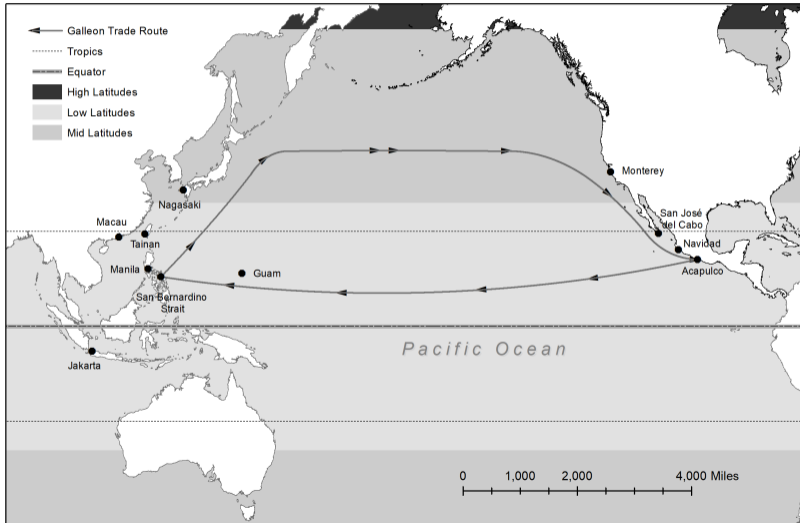 Galleon Trade Route
Tropics
Equator
High Latitudes
Low Latitudes
Mid Latitudes
Monterey
Nagasaki
San José
del Cabo
Macau
Tainan
Navidad
Manila
Guam
Acapulco
San Bernardino
Strait
Pacific Ocean
Jakarta
0 1,000 2,000 4,000 Miles